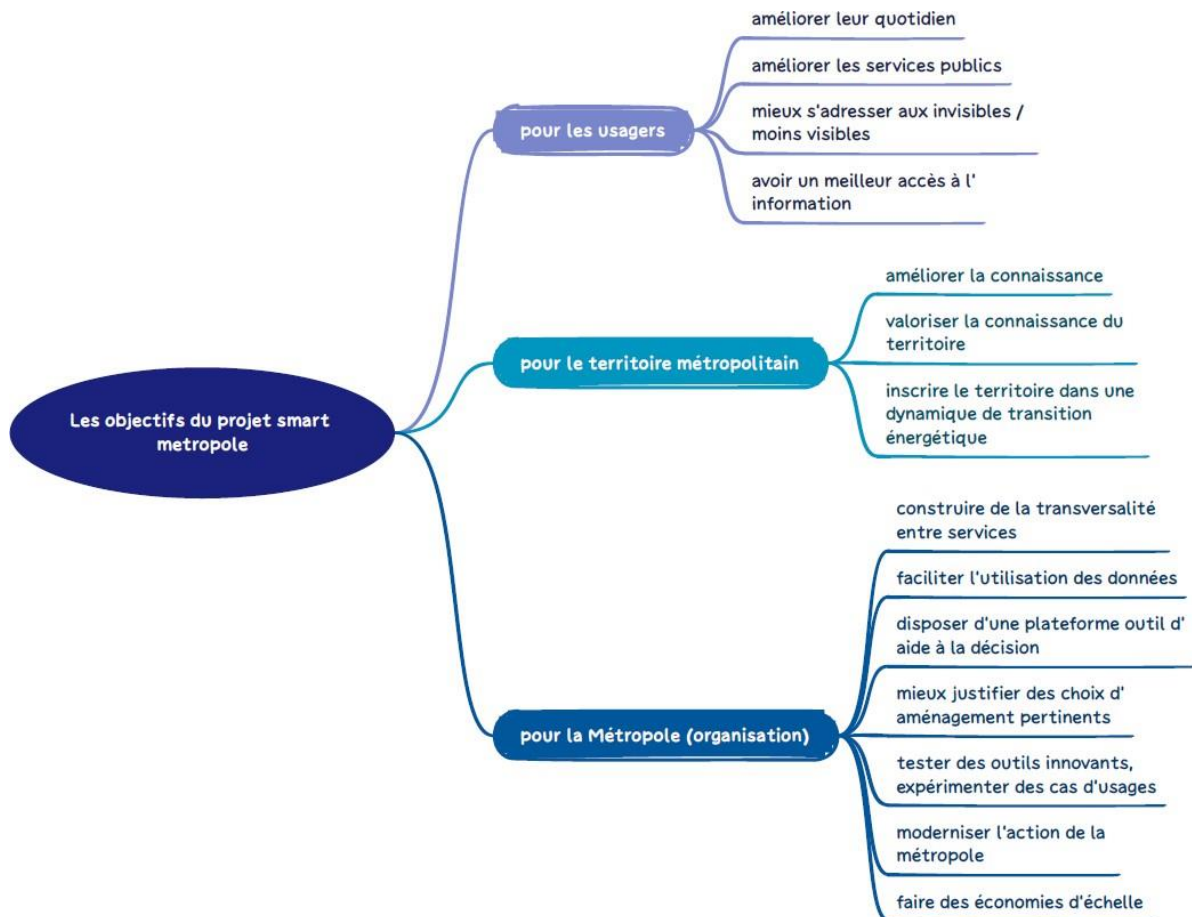 Les objectifs du projet smart
metropole
pour les usagers
améliorer leur quotidien
améliorer les services publics
mieux s'adresser aux invisibles /
moins visibles
avoir un meilleur accès à l'
information
pour le territoire métropolitain
améliorer la connaissance
valoriser la connaissance du
territoire
inscrire le territoire dans une
dynamique de transition
énergétique
pour la Métropole (organisation)
construire de la transversalité
entre services
faciliter l'utilisation des données
disposer d'une plateforme outil d'
aide à la décision
mieux justifier des choix d'
aménagement pertinents
tester des outils innovants,
expérimenter des cas d'usages
moderniser l'action de la
métropole
faire des économies d'échelle